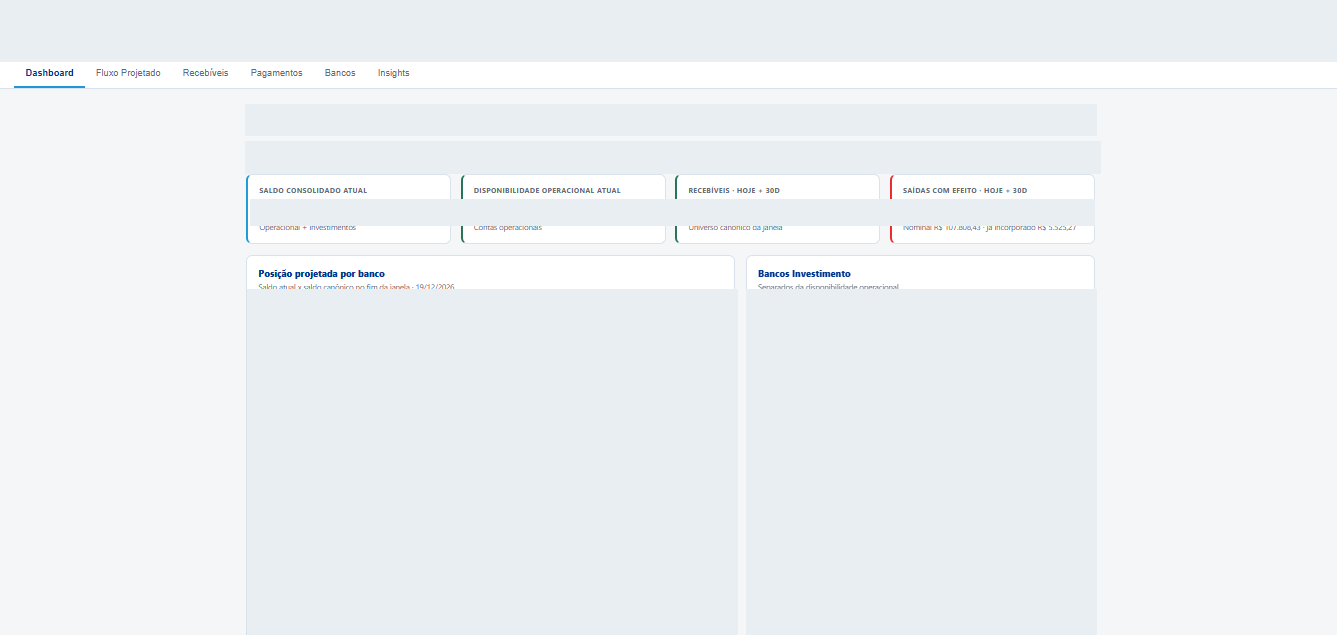 Dashboard Fluxo Projetado Recebíveis Pagamentos Bancos Insights
SALDO CONSOLIDADO ATUAL
Operacional + Investimentos
DISPONIBILIDADE OPERACIONAL ATUAL
Contas operacionais
RECEBÍVEIS · HOJE + 30D
Universo canônico da janela
SAÍDAS COM EFEITO · HOJE + 30D
Nominal R$ 107.808,43 · já incorporado R$ 5.525,27
Posição projetada por banco
Saldo atual x saldo canônico no fim da janela · 19/12/2026
Bancos Investimento
Separados da disponibilidade operacional